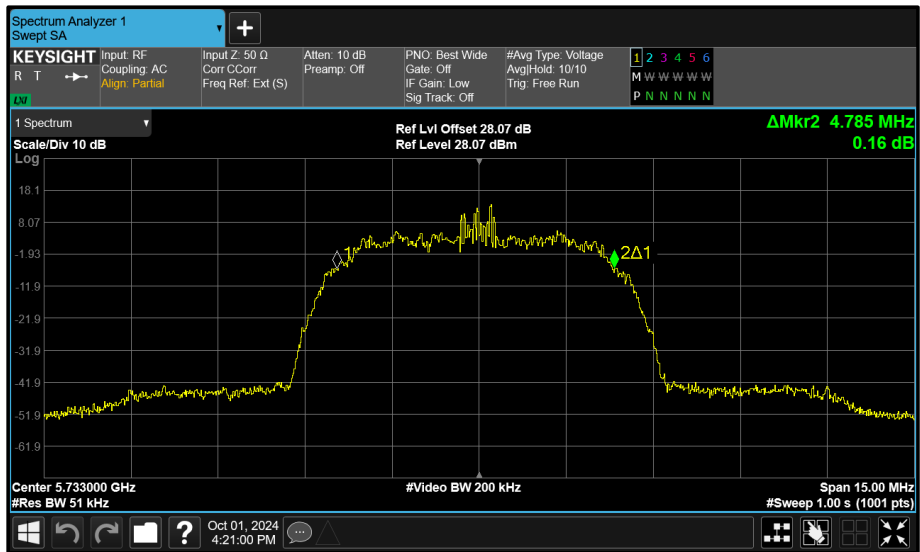 Spectrum Analyzer 1
Swept SA
+
KEYSIGHT
R T
LXI
Input: RF
Coupling: AC
Align: Partial
Input Z: 50 Ω
Corr CCorr
Freq Ref: Ext (S)
Atten: 10 dB
Preamp: Off
PNO: Best Wide
Gate: Off
IF Gain: Low
Sig Track: Off
#Avg Type: Voltage
Avg|Hold: 10/10
Trig: Free Run
1 2 3 4 5 6
M W W W W W
P N N N N N
1 Spectrum
Scale/Div 10 dB
Ref Lvl Offset 28.07 dB
Ref Level 28.07 dBm
ΔMkr2 4.785 MHz
0.16 dB
Log
18.1
8.07
-1.93
-11.9
-21.9
-31.9
-41.9
-51.9
-61.9
1
2Δ1
Center 5.733000 GHz
#Video BW 200 kHz
Span 15.00 MHz
#Res BW 51 kHz
#Sweep 1.00 s (1001 pts)
?
Oct 01, 2024
4:21:00 PM